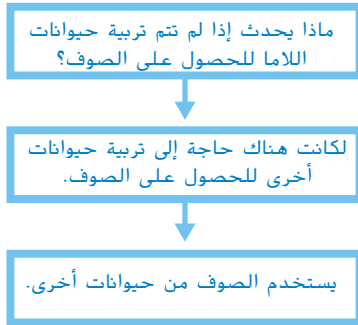 ماذا يحدث إذا لم تتم تربية حيوانات
اللاما للحصول على الصوف؟
لكانت هناك حاجة إلى تربية حيوانات
أخرى للحصول على الصوف.
يستخدم الصوف من حيوانات أخرى.